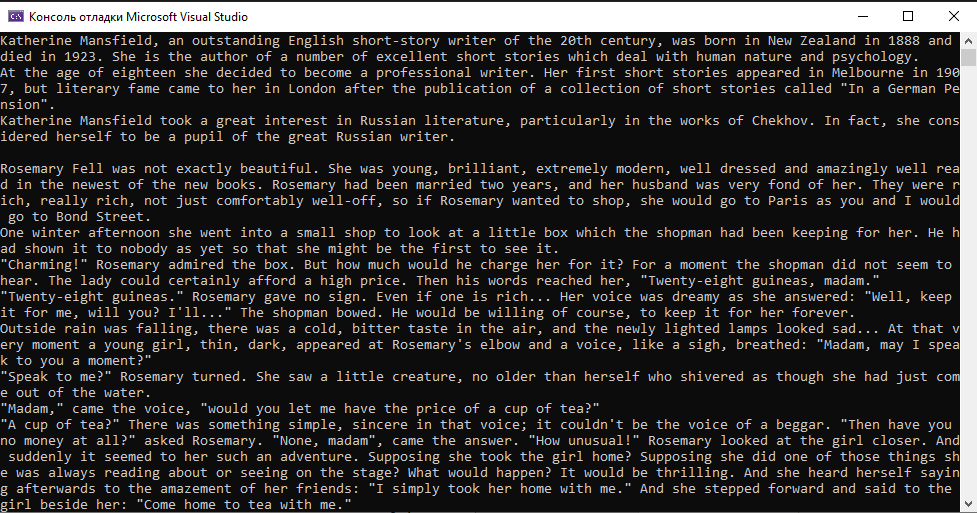 Консоль отладки Microsoft Visual Studio
Katherine Mansfield, an outstanding English short-story writer of the 20th century, was born in New Zealand in 1888 and
died in 1923. She is the author of a number of excellent short stories which deal with human nature and psychology.
At the age of eighteen she decided to become a professional writer. Her first short stories appeared in Melbourne in 190
7, but literary fame came to her in London after the publication of a collection of short stories called "In a German Pe
nsion".
Katherine Mansfield took a great interest in Russian literature, particularly in the works of Chekhov. In fact, she cons
idered herself to be a pupil of the great Russian writer.

Rosemary Fell was not exactly beautiful. She was young, brilliant, extremely modern, well dressed and amazingly well rea
d in the newest of the new books. Rosemary had been married two years, and her husband was very fond of her. They were r
ich, really rich, not just comfortably well-off, so if Rosemary wanted to shop, she would go to Paris as you and I would
 go to Bond Street.
One winter afternoon she went into a small shop to look at a little box which the shopman had been keeping for her. He h
ad shown it to nobody as yet so that she might be the first to see it.
"Charming!" Rosemary admired the box. But how much would he charge her for it? For a moment the shopman did not seem to
hear. The lady could certainly afford a high price. Then his words reached her, "Twenty-eight guineas, madam."
"Twenty-eight guineas." Rosemary gave no sign. Even if one is rich... Her voice was dreamy as she answered: "Well, keep
it for me, will you? I'll..." The shopman bowed. He would be willing of course, to keep it for her forever.
Outside rain was falling, there was a cold, bitter taste in the air, and the newly lighted lamps looked sad... At that v
ery moment a young girl, thin, dark, appeared at Rosemary's elbow and a voice, like a sigh, breathed: "Madam, may I spea
k to you a moment?"
"Speak to me?" Rosemary turned. She saw a little creature, no older than herself who shivered as though she had just com
e out of the water.
"Madam," came the voice, "would you let me have the price of a cup of tea?"
"A cup of tea?" There was something simple, sincere in that voice; it couldn't be the voice of a beggar. "Then have you
no money at all?" asked Rosemary. "None, madam", came the answer. "How unusual!" Rosemary looked at the girl closer. And
 suddenly it seemed to her such an adventure. Supposing she took the girl home? Supposing she did one of those things sh
e was always reading about or seeing on the stage? What would happen? It would be thrilling. And she heard herself sayin
g afterwards to the amazement of her friends: "I simply took her home with me." And she stepped forward and said to the
girl beside her: "Come home to tea with me."